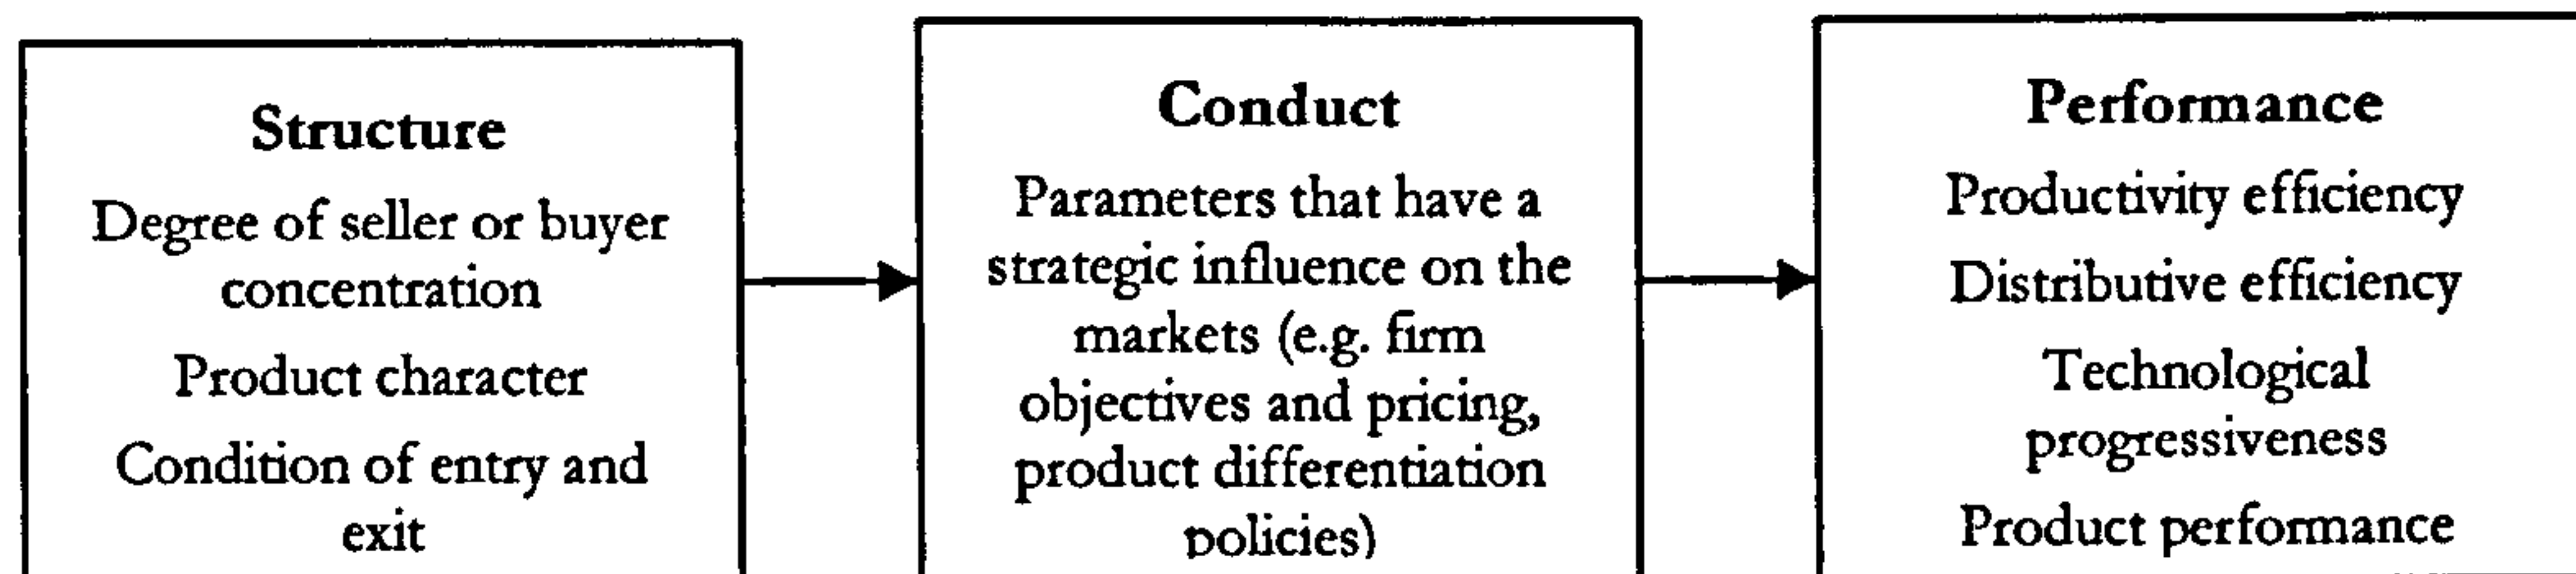 Structure
Degree of seller or buyer
concentration
Product character
Condition of entry and
exit
Conduct
Parameters that have a
strategic influence on the
markets (e.g. firm
objectives and pricing,
product differentiation
policies)
Performance
Productivity efficiency
Distributive efficiency
Technological
progressiveness
Product performance